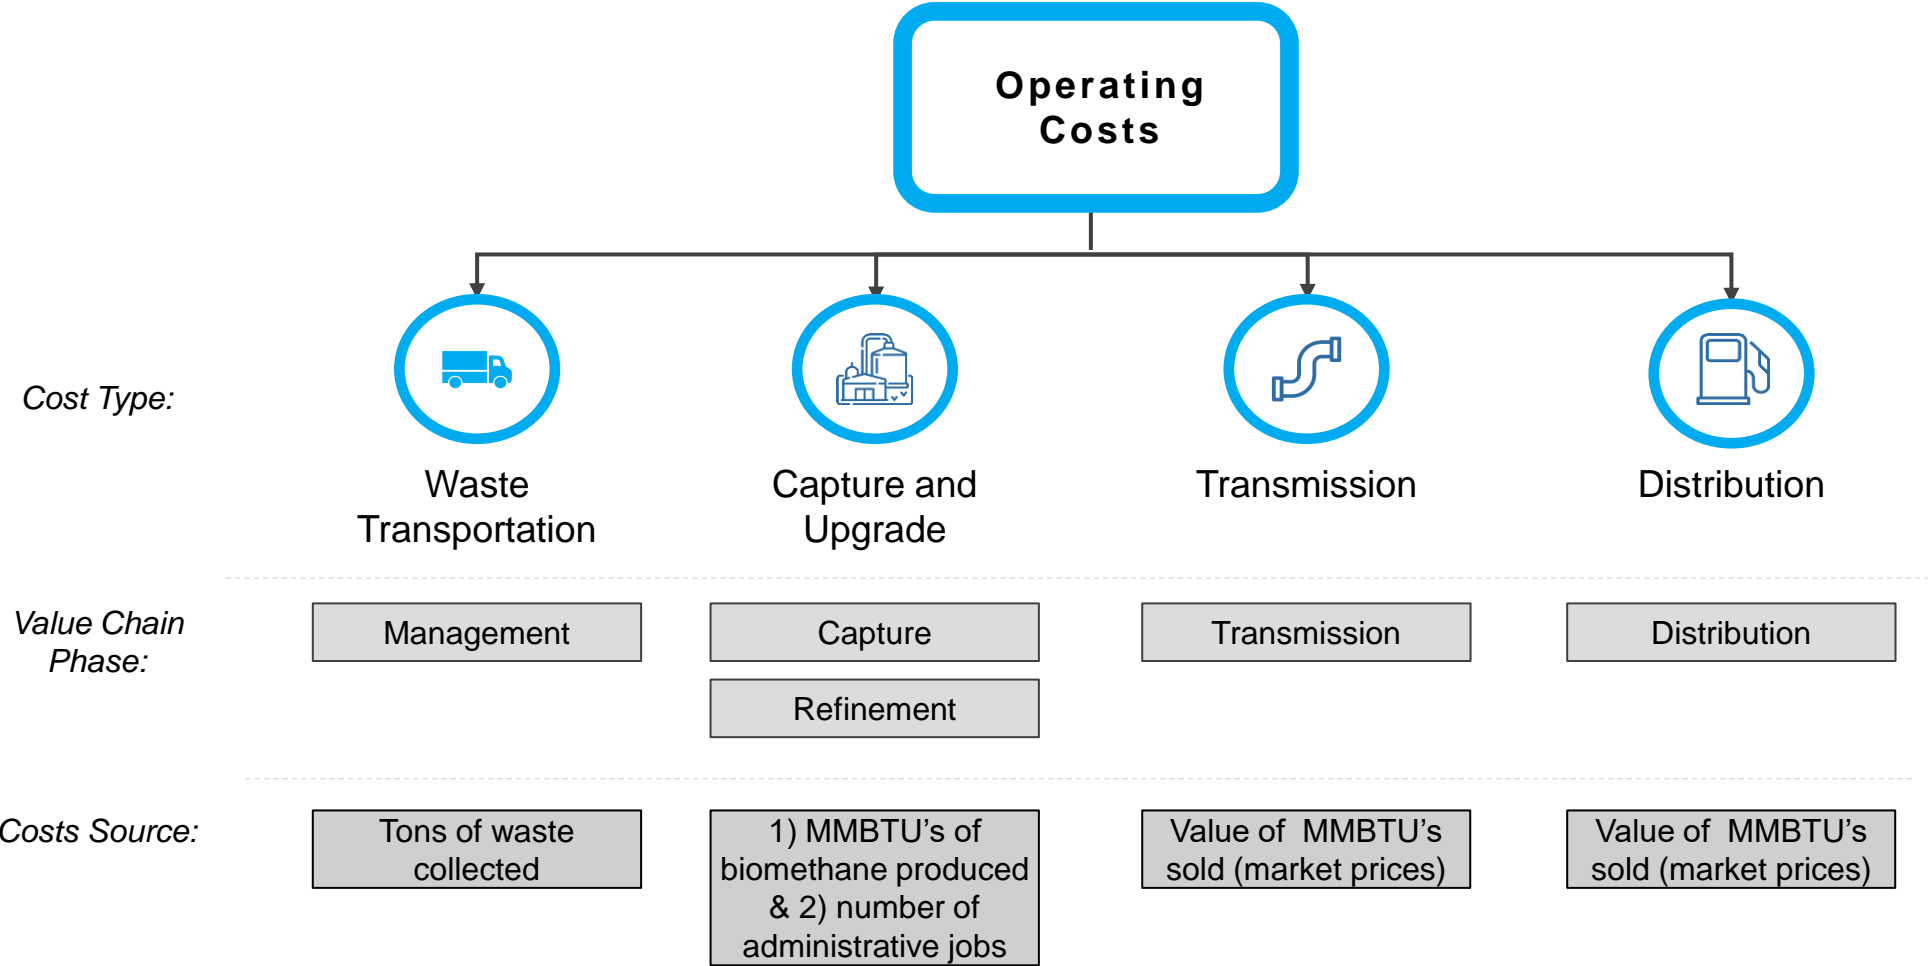 Operating
Costs
Cost Type:
Waste
Transportation
Capture and
Upgrade
Transmission
Distribution
Value Chain
Phase:
Management
Capture
Refinement
Transmission
Distribution
Costs Source:
Tons of waste
collected
1) MMBTU's of
biomethane produced
& 2) number of
administrative jobs
Value of  MMBTU's
sold (market prices)
Value of  MMBTU's
sold (market prices)